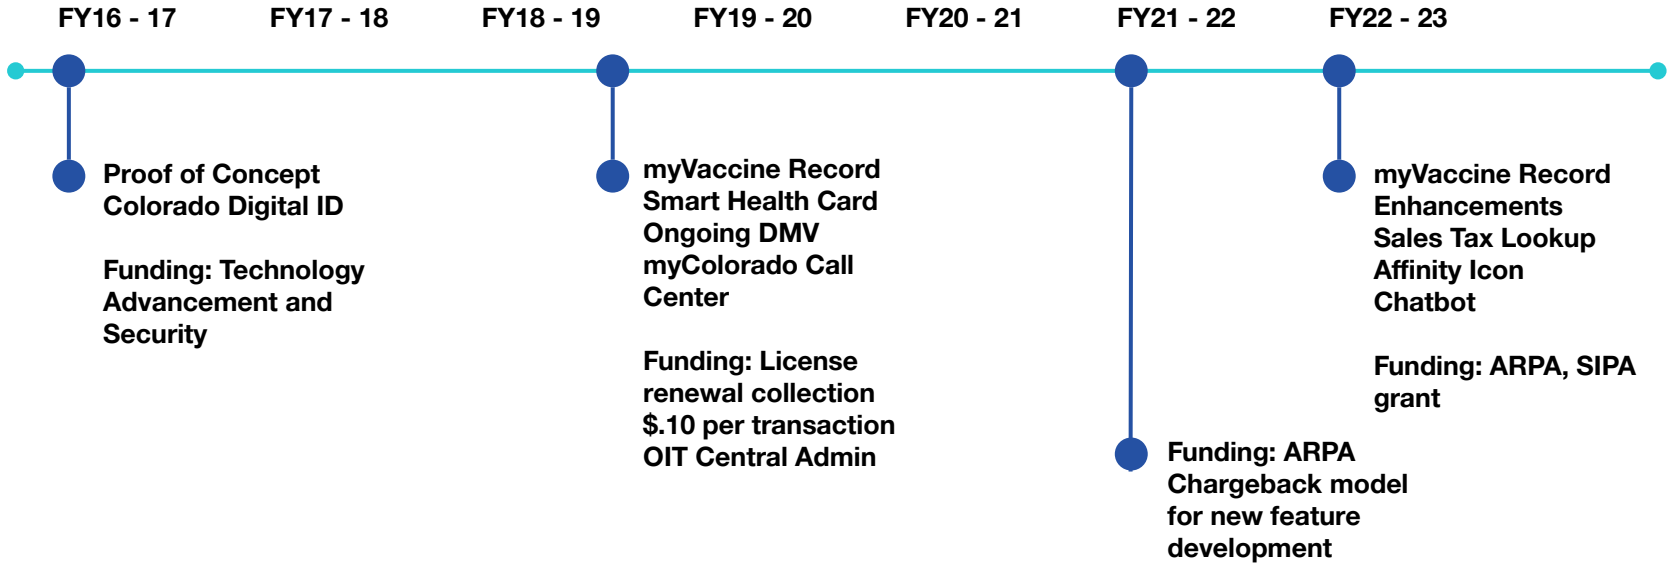 FY16 - 17
FY17 - 18
FY18 - 19
FY19 - 20
FY20 - 21
FY21 - 22
FY22 - 23
Proof of Concept
Colorado Digital ID
Funding: Technology
Advancement and
Security
myVaccine Record
Smart Health Card
Ongoing DMV
myColorado Call
Center
Funding: License
renewal collection
$.10 per transaction
OIT Central Admin
Funding: ARPA
Chargeback model
for new feature
development
myVaccine Record
Enhancements
Sales Tax Lookup
Affinity Icon
Chatbot
Funding: ARPA, SIPA
grant